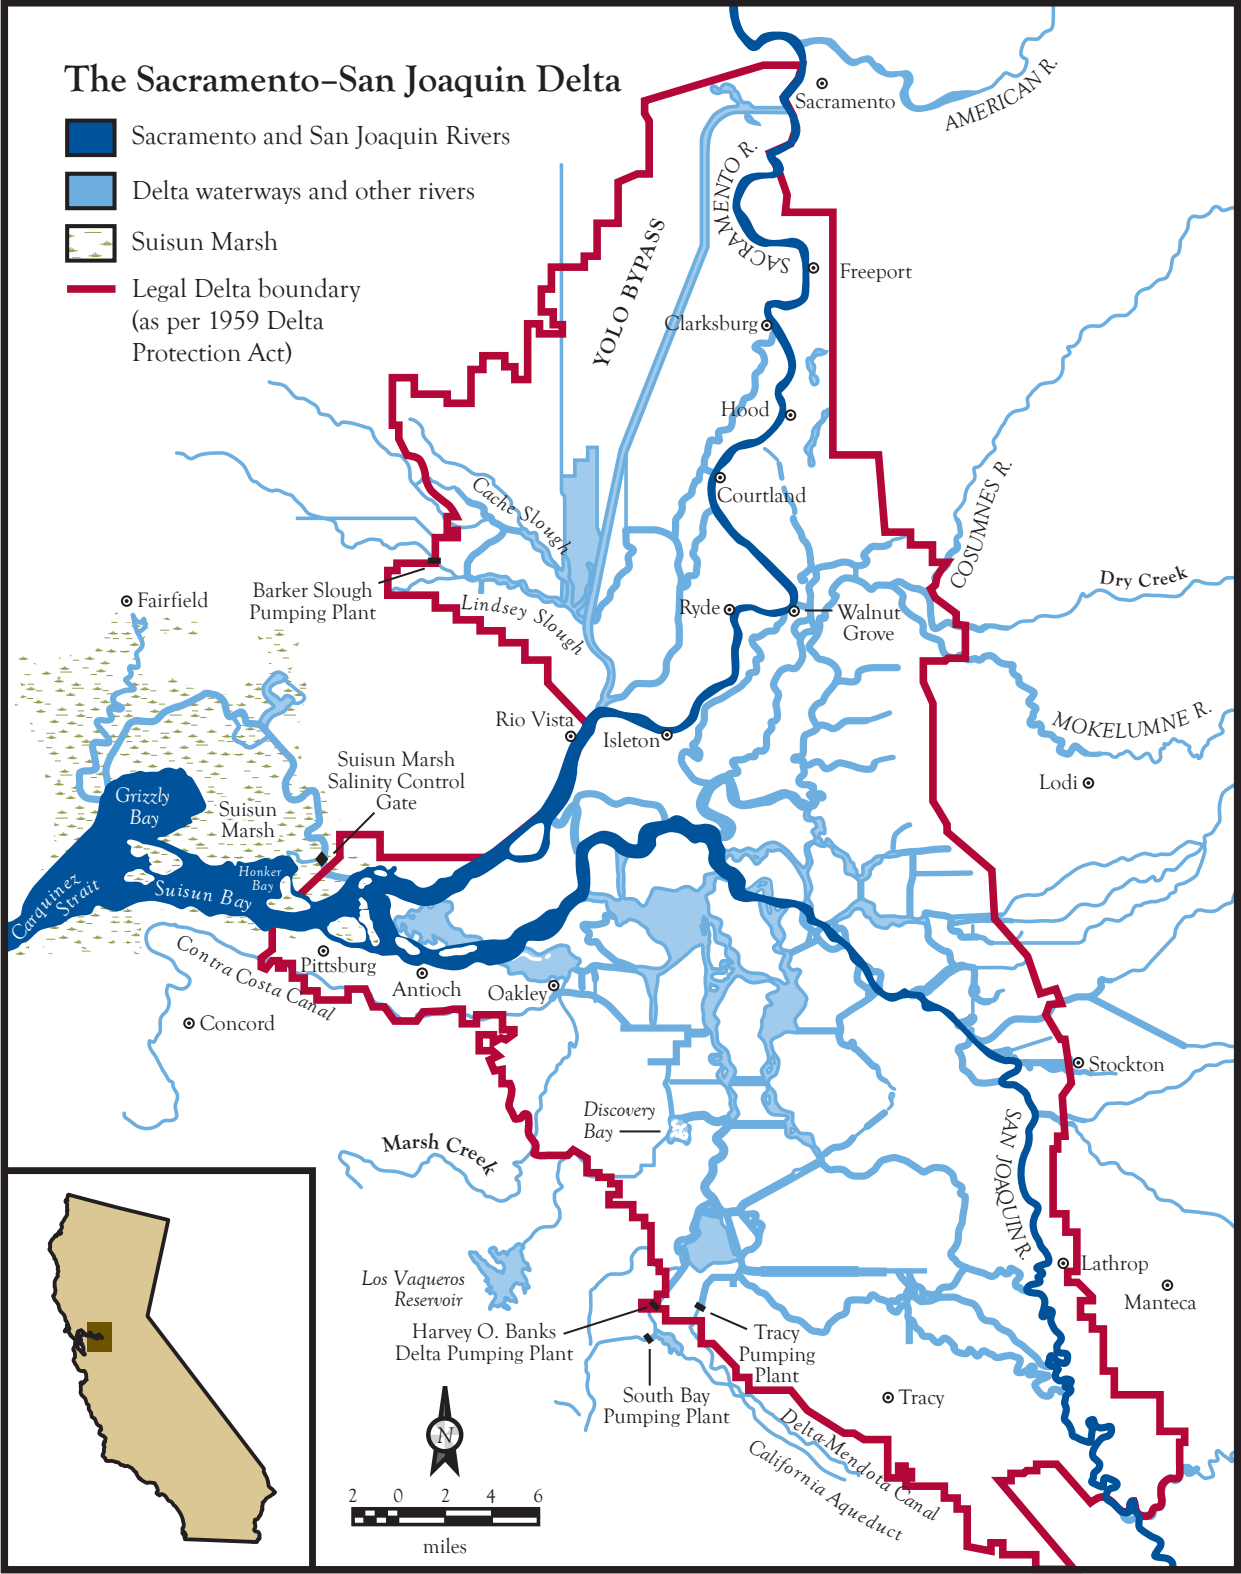 The Sacramento–San Joaquin Delta
Sacramento and San Joaquin Rivers
Delta waterways and other rivers
Suisun Marsh
Legal Delta boundary
(as per 1959 Delta
Protection Act)
Sacramento
AMERICAN R.
SACRAMENTO R.
YOLO BYPASS
Freeport
Clarksburg
Hood
Courtland
Cache Slough
COSUMNES R.
Dry Creek
Barker Slough
Pumping Plant
Fairfield
Lindsey Slough
Ryde
Walnut
Grove
Rio Vista
Isleton
MOKELUMNE R.
Lodi
Suisun Marsh
Salinity Control
Gate
Grizzly
Bay
Suisun
Marsh
Honker
Bay
Suisun Bay
Carquinez
Strait
Contra Costa Canal
Pittsburg
Antioch
Oakley
Concord
Stockton
Discovery
Bay
Marsh Creek
SAN JOAQUIN R.
Los Vaqueros
Reservoir
Lathrop
Manteca
Harvey O. Banks
Delta Pumping Plant
Tracy
Pumping
Plant
South Bay
Pumping Plant
Tracy
Delta-Mendota Canal
California Aqueduct
N
2 0 2 4 6
miles